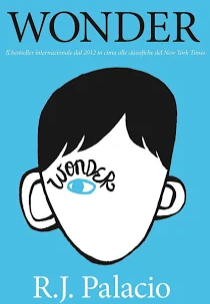 WONDER
Il bestseller internazionale dal 2012 in cima alle classifiche del New York Times
WONDER
R.J. Palacio